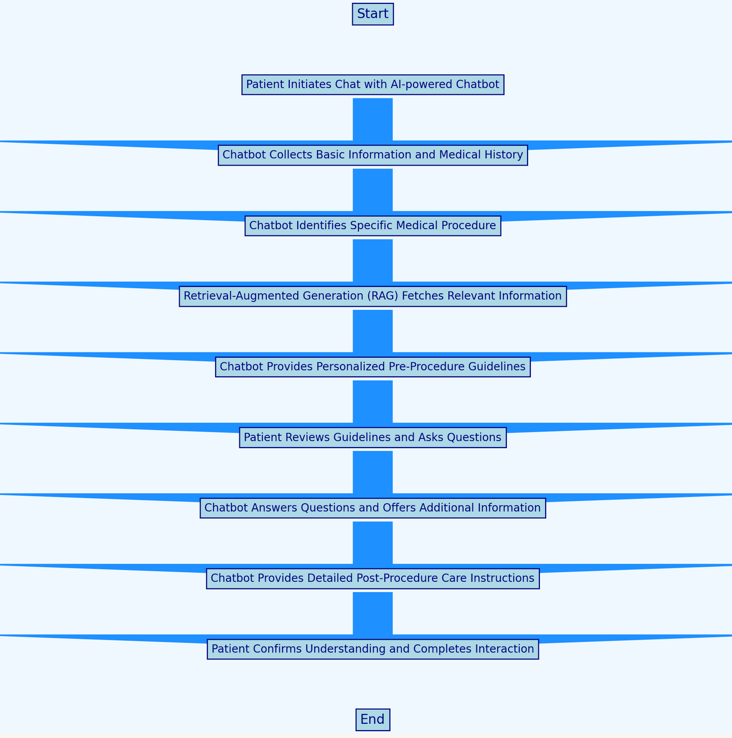 Start
Patient Initiates Chat with AI-powered Chatbot
Chatbot Collects Basic Information and Medical History
Chatbot Identifies Specific Medical Procedure
Retrieval-Augmented Generation (RAG) Fetches Relevant Information
Chatbot Provides Personalized Pre-Procedure Guidelines
Patient Reviews Guidelines and Asks Questions
Chatbot Answers Questions and Offers Additional Information
Chatbot Provides Detailed Post-Procedure Care Instructions
Patient Confirms Understanding and Completes Interaction
End